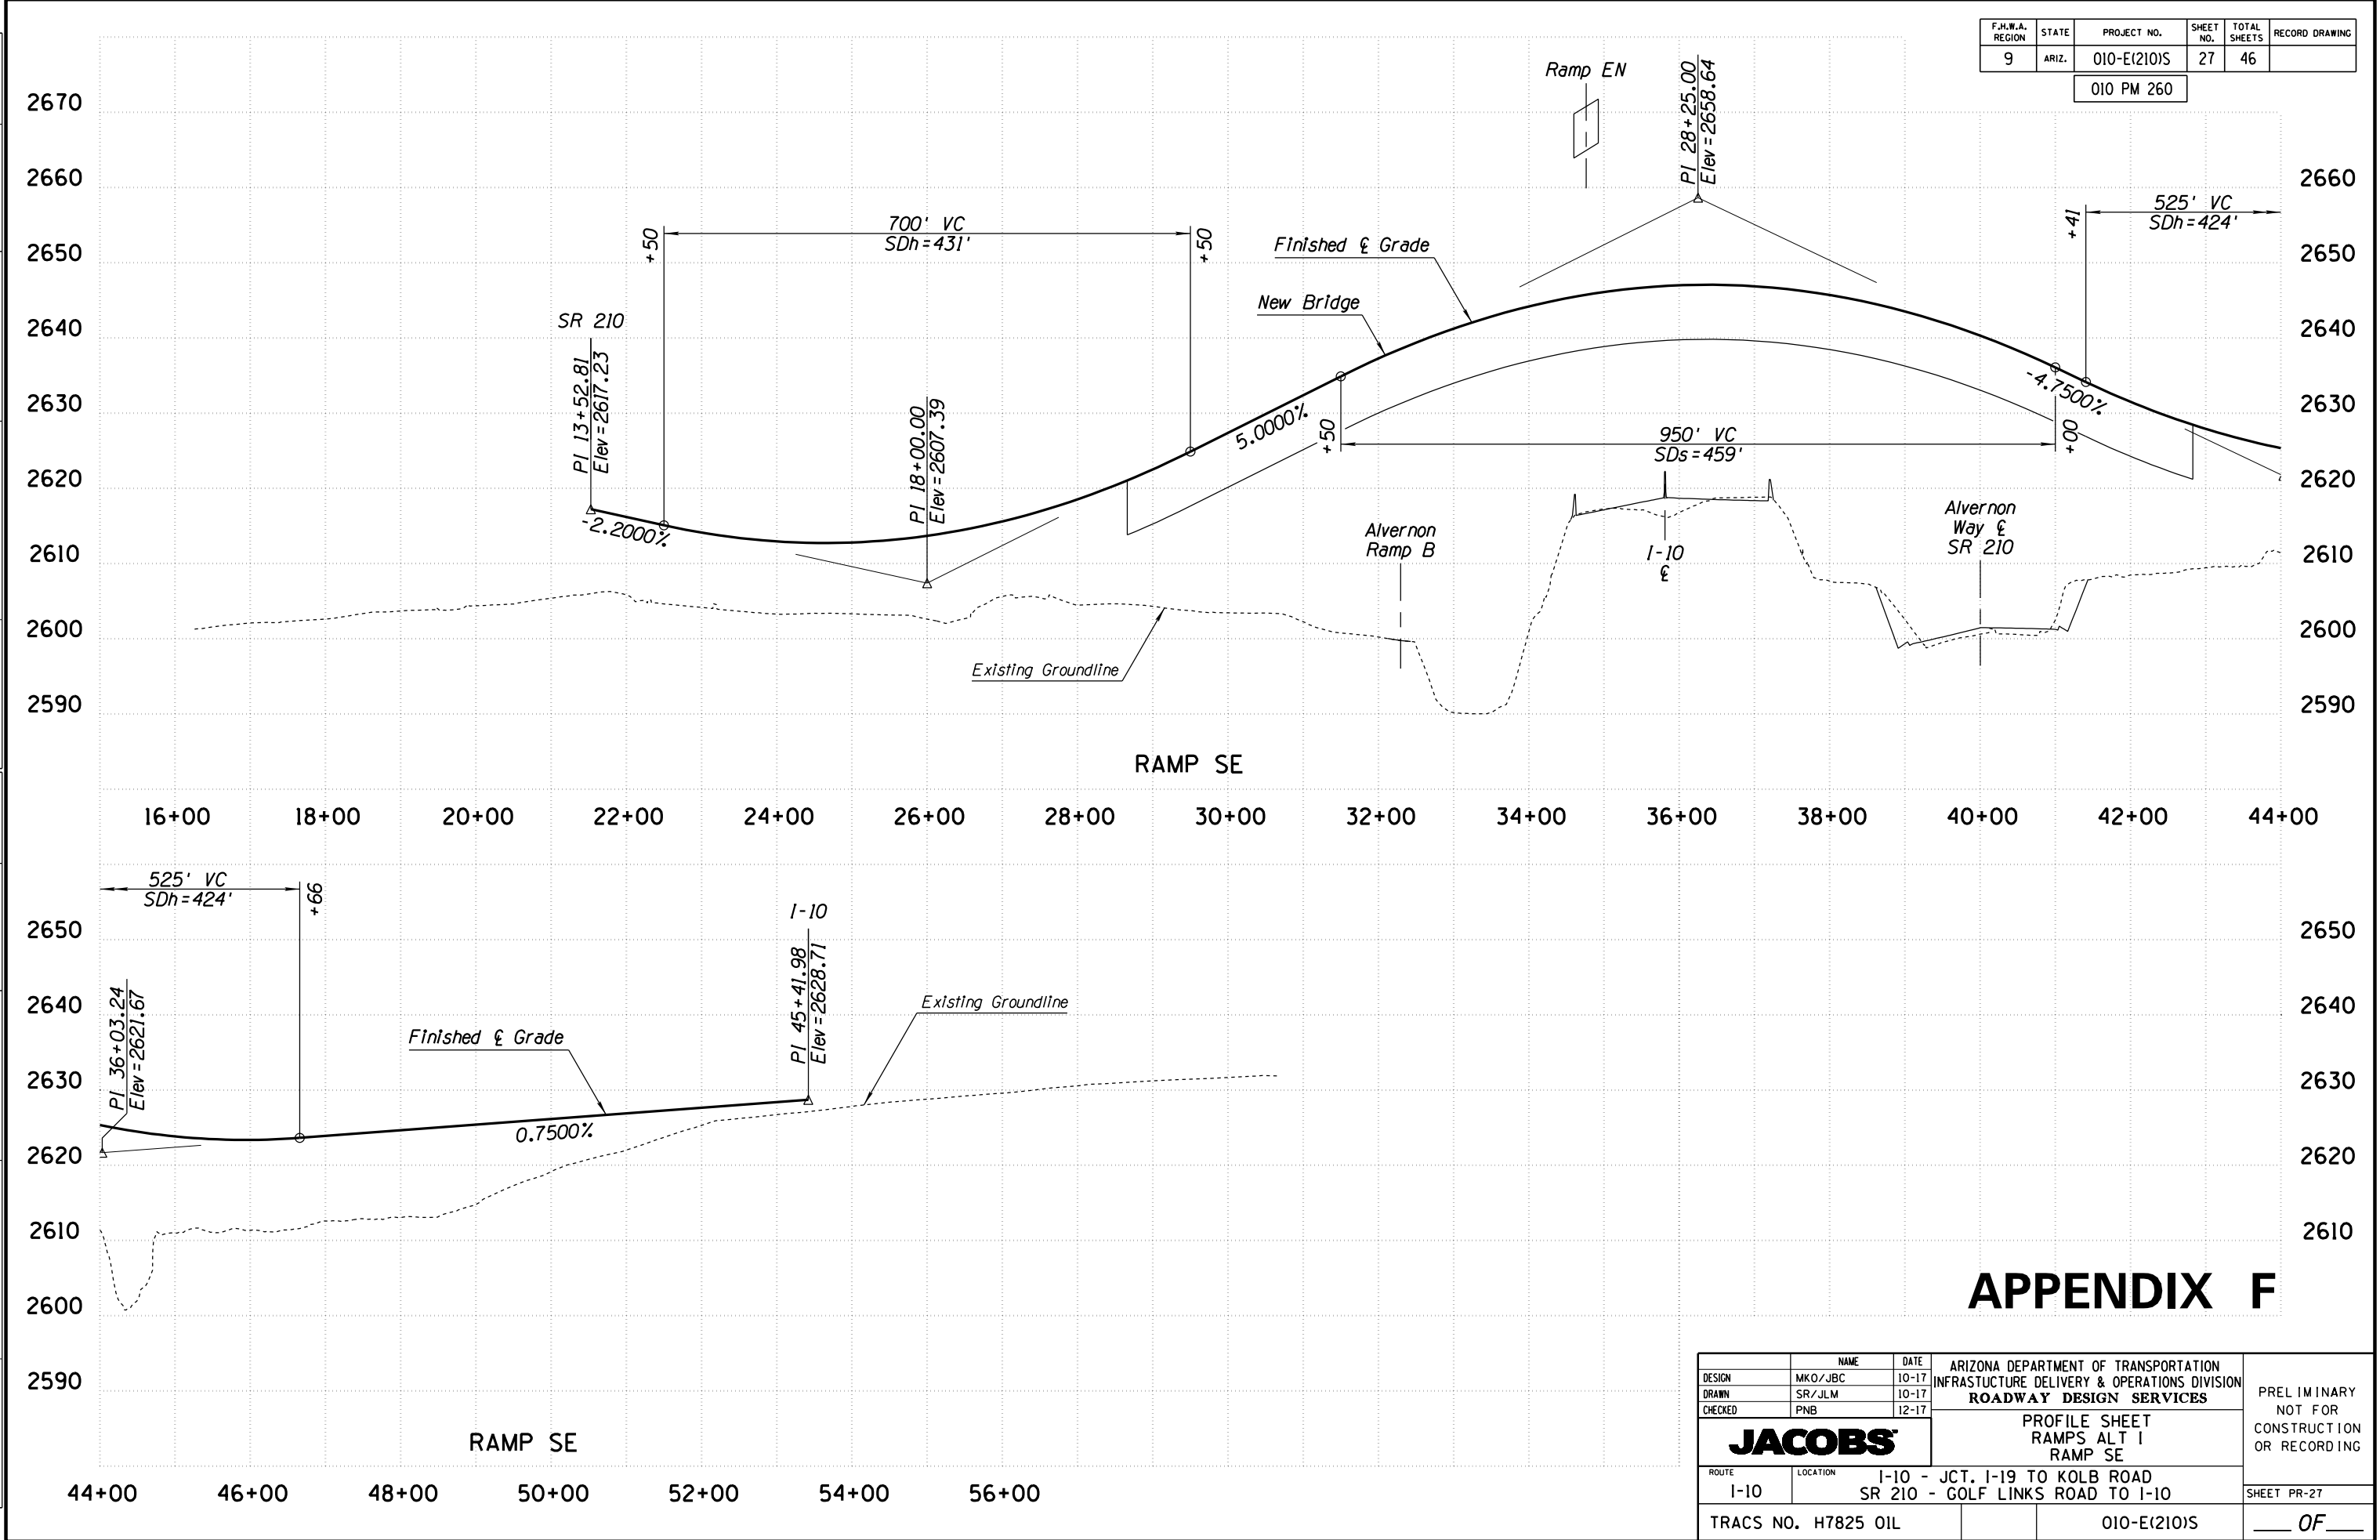 F.H.W.A. REGION STATE PROJECT NO. SHEET NO. TOTAL SHEETS RECORD DRAWING
9 ARIZ. 010-E(210)S 27 46
010 PM 260
2670
2660
2650
2640
2630
2620
2610
2600
2590
SR 210
PI 13+52.81
Elev=2617.23
-2.2000%
+50
700' VC
SDh=431'
+50
PI 18+00.00
Elev=2607.39
5.0000%
Finished ℄ Grade
New Bridge
Existing Groundline
Ramp EN
PI 28+25.00
Elev=2658.64
+50
950' VC
SDs=459'
+00
-4.7500%
+41
525' VC
SDh=424'
Alvernon
Ramp B
I-10
℄
Alvernon
Way ℄
SR 210
2660
2650
2640
2630
2620
2610
2600
2590
RAMP SE
16+00 18+00 20+00 22+00 24+00 26+00 28+00 30+00 32+00 34+00 36+00 38+00 40+00 42+00 44+00
525' VC
SDh=424'
+66
2650
2640
2630
2620
2610
2600
2590
PI 36+03.24
Elev=2621.67
Finished ℄ Grade
0.7500%
I-10
PI 45+41.98
Elev=2628.71
Existing Groundline
2650
2640
2630
2620
2610
RAMP SE
44+00 46+00 48+00 50+00 52+00 54+00 56+00
APPENDIX F
NAME DATE
DESIGN MKO/JBC 10-17
DRAWN SR/JLM 10-17
CHECKED PNB 12-17
ARIZONA DEPARTMENT OF TRANSPORTATION
INFRASTUCTURE DELIVERY & OPERATIONS DIVISION
ROADWAY DESIGN SERVICES
JACOBS
PROFILE SHEET
RAMPS ALT 1
RAMP SE
PRELIMINARY
NOT FOR
CONSTRUCTION
OR RECORDING
ROUTE
I-10
LOCATION
I-10 - JCT. I-19 TO KOLB ROAD
SR 210 - GOLF LINKS ROAD TO I-10
SHEET PR-27
TRACS NO. H7825 01L
010-E(210)S
OF